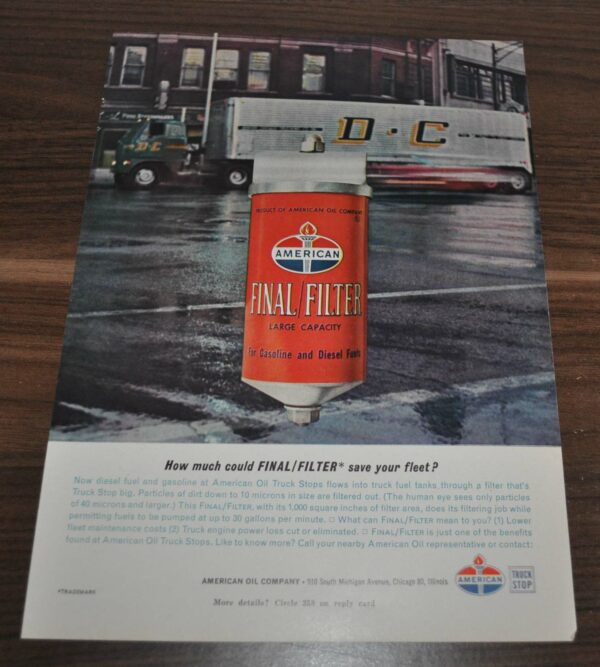 D·C
D·C
PRODUCT OF AMERICAN OIL COMPANY
AMERICAN
FINAL/FILTER
LARGE CAPACITY
For Gasoline and Diesel Fuels
How much could FINAL/FILTER* save your fleet?
Now diesel fuel and gasoline at American Oil Truck Stops flows into truck fuel tanks through a filter that's
Truck Stop big. Particles of dirt down to 10 microns in size are filtered out. (The human eye sees only particles
of 40 microns and larger.) This FINAL/FILTER, with its 1,000 square inches of filter area, does its filtering job while
permitting fuels to be pumped at up to 30 gallons per minute. □ What can FINAL/FILTER mean to you? (1) Lower
fleet maintenance costs (2) Truck engine power loss cut or eliminated. □ FINAL/FILTER is just one of the benefits
found at American Oil Truck Stops. Like to know more? Call your nearby American Oil representative or contact:
AMERICAN OIL COMPANY • 910 South Michigan Avenue, Chicago 80, Illinois
AMERICAN
TRUCK
STOP
*TRADEMARK
More details? Circle 259 on reply card